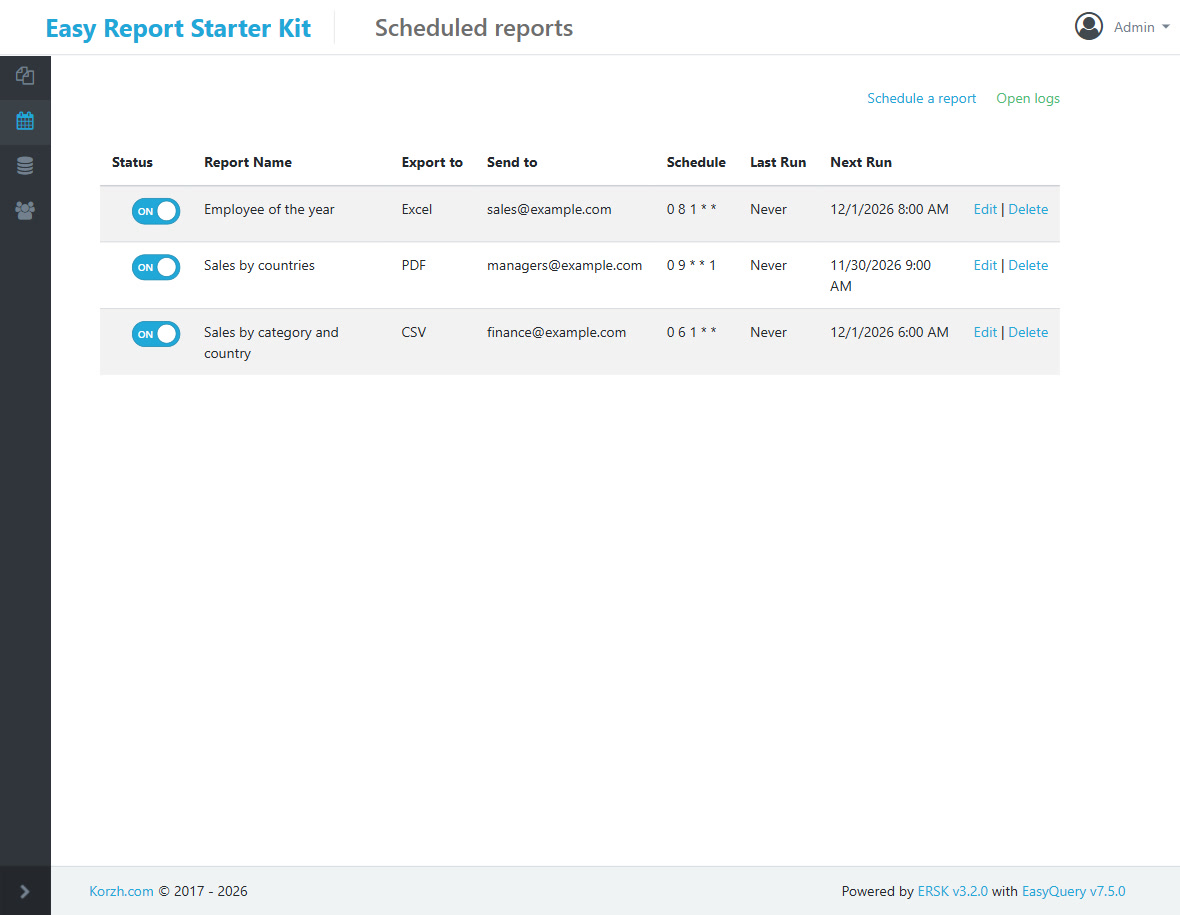 Easy Report Starter Kit Scheduled reports Admin
Schedule a report Open logs
Status Report Name Export to Send to Schedule Last Run Next Run
ON Employee of the year Excel sales@example.com 0 8 1 * * Never 12/1/2026 8:00 AM Edit | Delete
ON Sales by countries PDF managers@example.com 0 9 * * 1 Never 11/30/2026 9:00 Edit | Delete
AM
ON Sales by category and CSV finance@example.com 0 6 1 * * Never 12/1/2026 6:00 AM Edit | Delete
country
Korzh.com © 2017 - 2026 Powered by ERSK v3.2.0 with EasyQuery v7.5.0